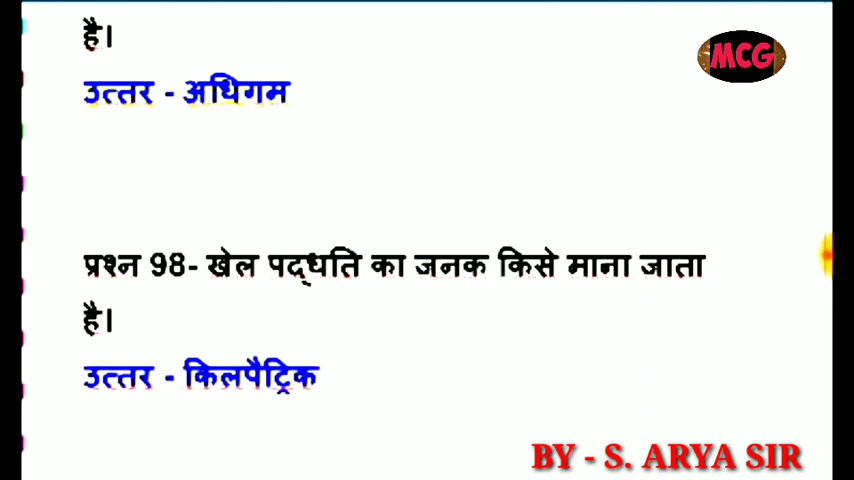 है।
MCG
उत्तर - अधिगम
प्रश्न 98- खेल पद्धति का जनक किसे माना जाता
है।
उत्तर - किलपैट्रिक
BY - S. ARYA SIR